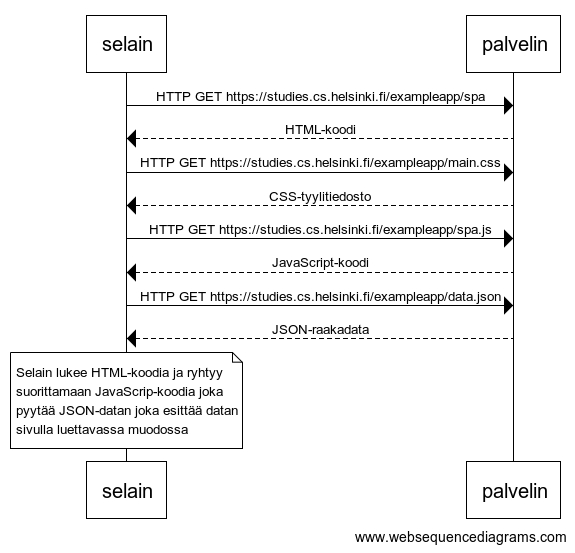 selain
palvelin
HTTP GET https://studies.cs.helsinki.fi/exampleapp/spa
HTML-koodi
HTTP GET https://studies.cs.helsinki.fi/exampleapp/main.css
CSS-tyylitiedosto
HTTP GET https://studies.cs.helsinki.fi/exampleapp/spa.js
JavaScript-koodi
HTTP GET https://studies.cs.helsinki.fi/exampleapp/data.json
JSON-raakadata
Selain lukee HTML-koodia ja ryhtyy
suorittamaan JavaScrip-koodia joka
pyytää JSON-datan joka esittää datan
sivulla luettavassa muodossa
selain
palvelin
www.websequencediagrams.com